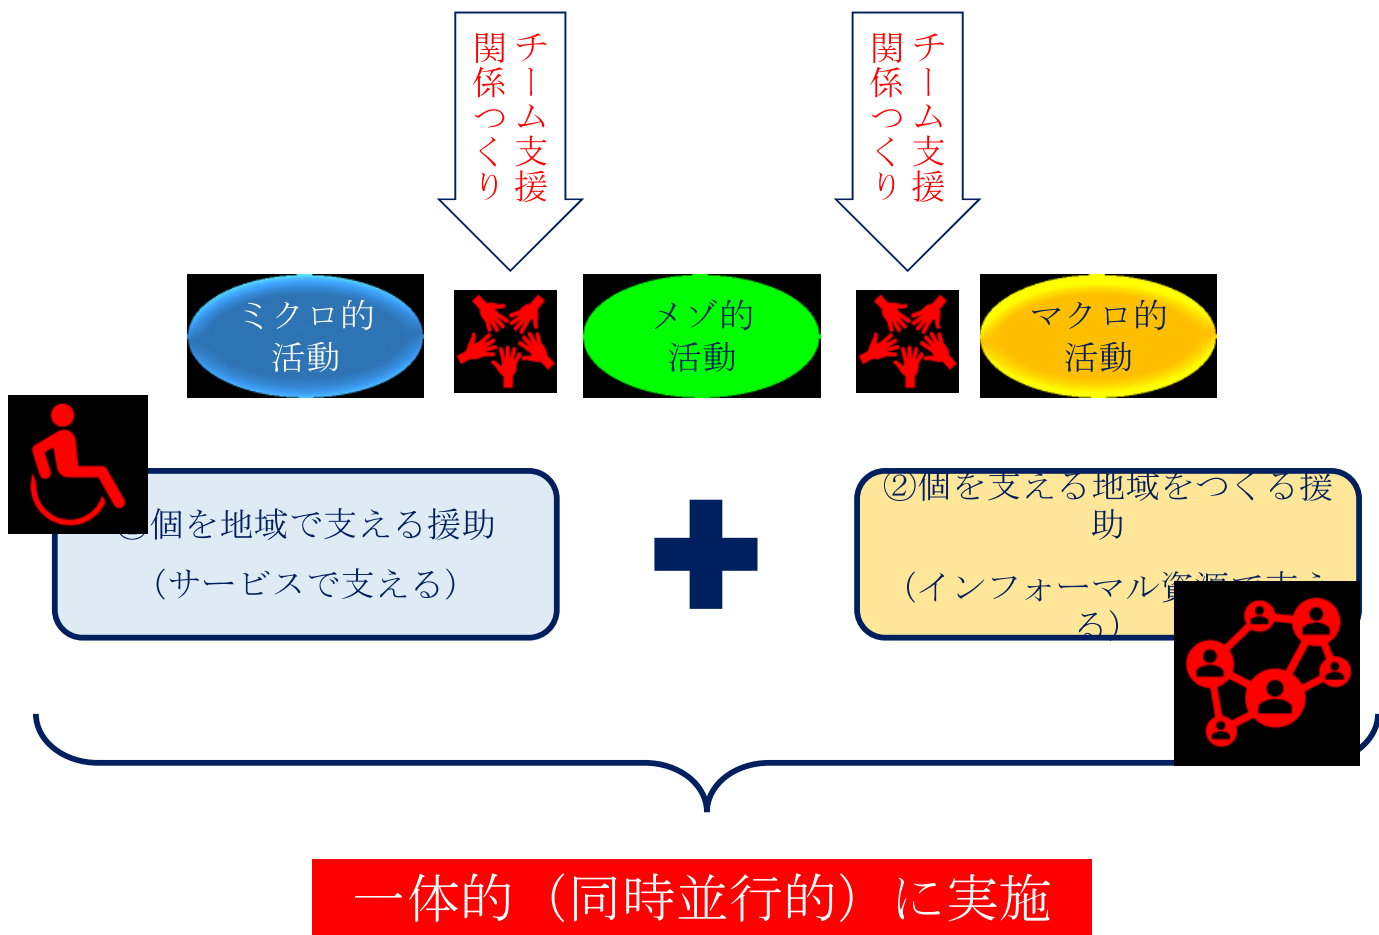 チーム支援
関係つくり
チーム支援
関係つくり
ミクロ的
活動
メゾ的
活動
マクロ的
活動
個を地域で支える援助
（サービスで支える）
②個を支える地域をつくる援
助
（インフォーマル資源で支え
る）
一体的（同時並行的）に実施